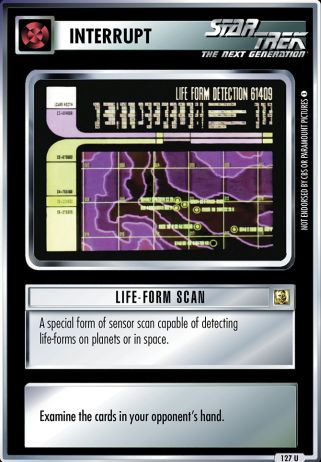 INTERRUPT
STAR TREK
THE NEXT GENERATION
LIFE FORM DETECTION 61409
NOT ENDORSED BY CBS OR PARAMOUNT PICTURES
LIFE-FORM SCAN
A special form of sensor scan capable of detecting
life-forms on planets or in space.
Examine the cards in your opponent's hand.
127 U